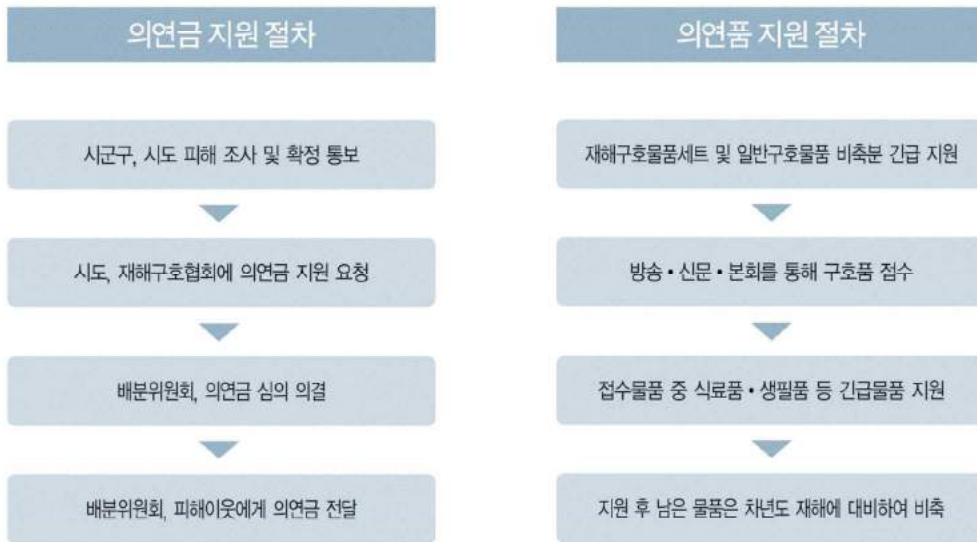 의연금 지원 절차
시군구, 시도 피해 조사 및 확정 통보
시도, 재해구호협회에 의연금 지원 요청
배분위원회, 의연금 심의 의결
배분위원회, 피해이웃에게 의연금 전달
의연품 지원 절차
재해구호물품세트 및 일반구호물품 비축분 긴급 지원
방송・신문・본회를 통해 구호품 접수
접수물품 중 식료품・생필품 등 긴급물품 지원
지원 후 남은 물품은 차년도 재해에 대비하여 비축